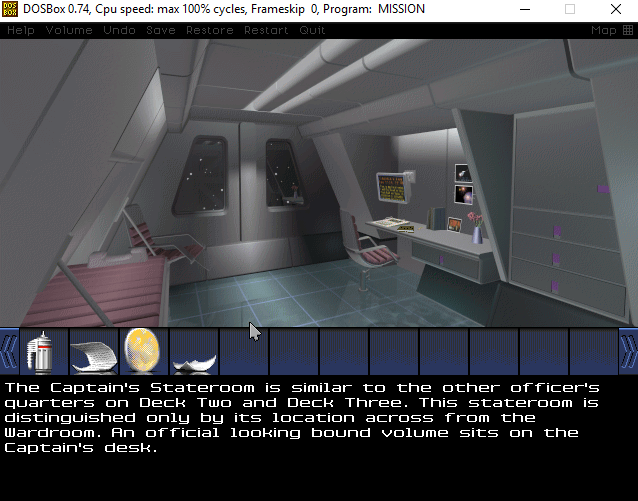 DOS
BOX
DOSBox 0.74, Cpu speed: max 100% cycles, Frameskip 0, Program: MISSION
Help Volume Undo Save Restore Restart Quit Map
The Captain's Stateroom is similar to the other officer's
quarters on Deck Two and Deck Three. This stateroom is
distinguished only by its location across from the
Wardroom. An official looking bound volume sits on the
Captain's desk.